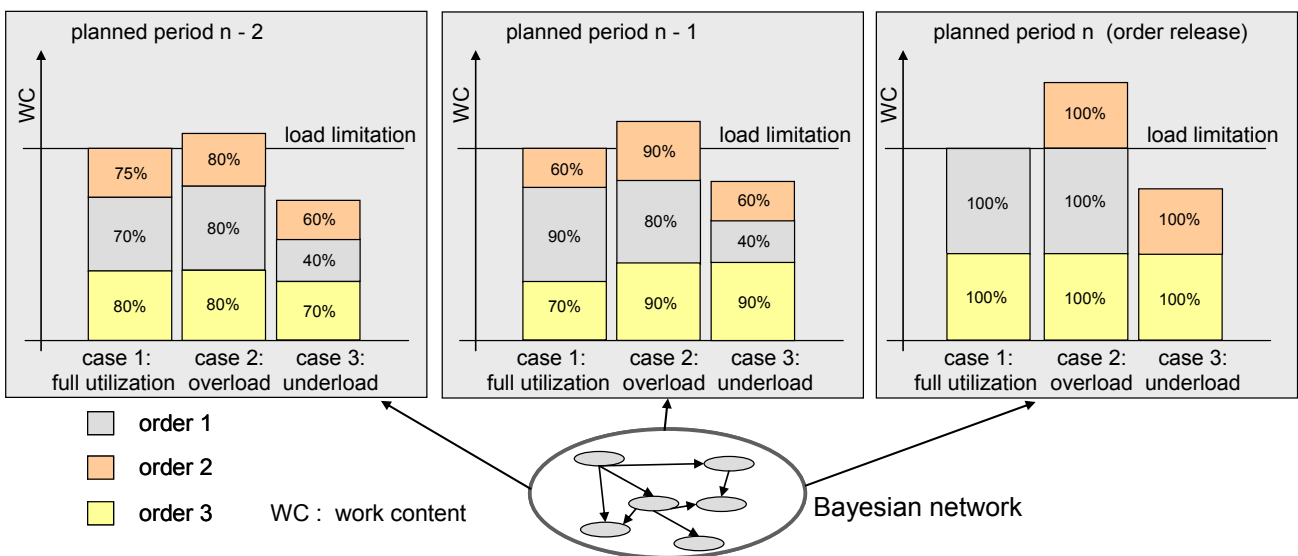 planned period n - 2
WC
load limitation
75%
70%
80%
80%
80%
80%
60%
40%
70%
case 1:
full utilization
case 2:
overload
case 3:
underload
planned period n - 1
WC
load limitation
60%
90%
70%
90%
80%
90%
60%
40%
90%
case 1:
full utilization
case 2:
overload
case 3:
underload
planned period n (order release)
WC
load limitation
100%
100%
100%
100%
100%
100%
100%
case 1:
full utilization
case 2:
overload
case 3:
underload
order 1
order 2
order 3
WC : work content
Bayesian network